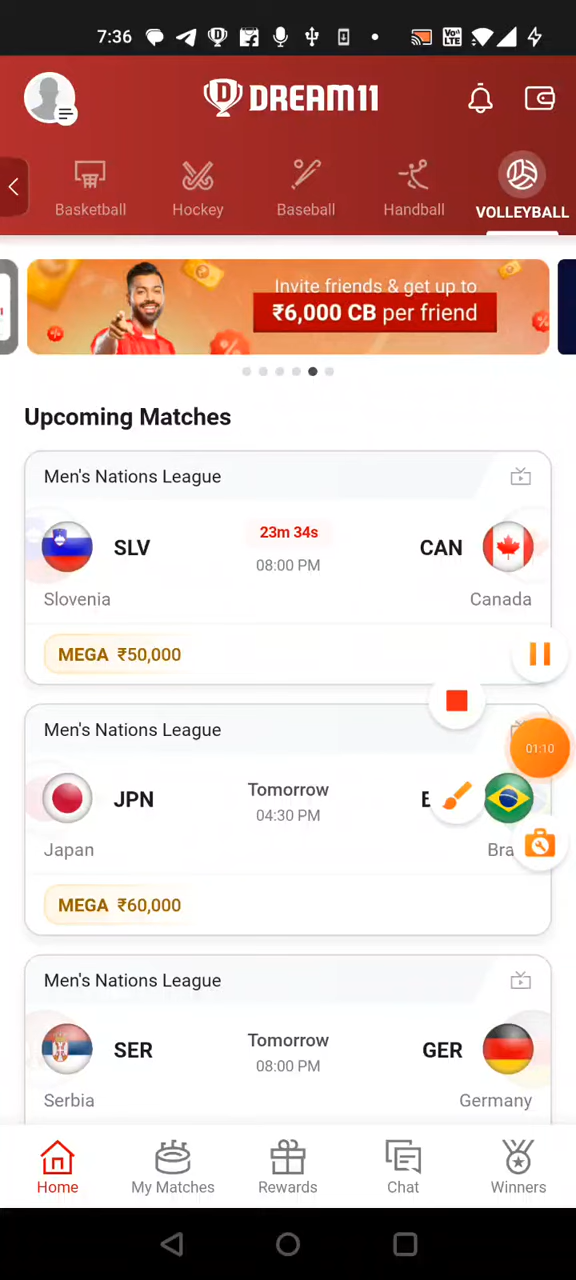 7:36
DREAM11
Basketball
Hockey
Baseball
Handball
VOLLEYBALL
Invite friends & get up to
₹6,000 CB per friend
Upcoming Matches
Men's Nations League
SLV
23m 34s
CAN
08:00 PM
Slovenia
Canada
MEGA ₹50,000
Men's Nations League
01:10
JPN
Tomorrow
04:30 PM
Japan
MEGA ₹60,000
Men's Nations League
SER
Tomorrow
GER
08:00 PM
Serbia
Germany
Home
My Matches
Rewards
Chat
Winners